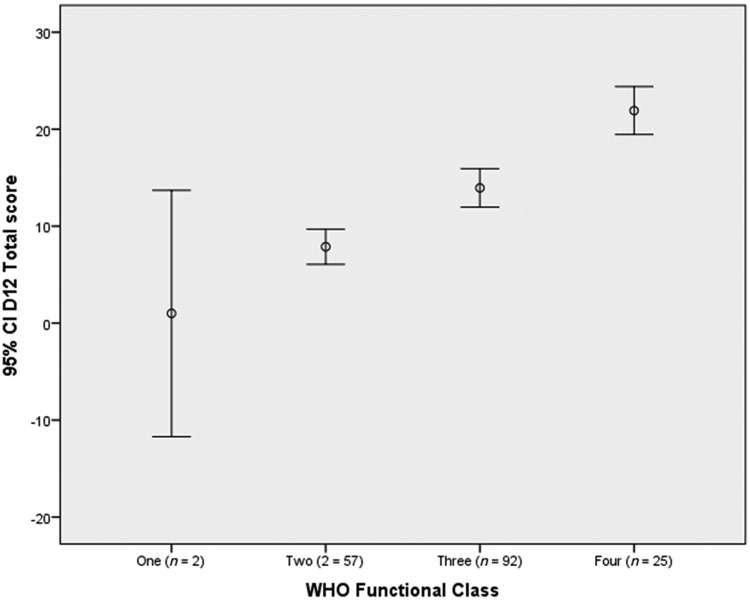 30
20
10
0
-10
-20
95% CI D12 Total score
One (n = 2)
Two (2 = 57)
Three (n = 92)
Four (n = 25)
WHO Functional Class